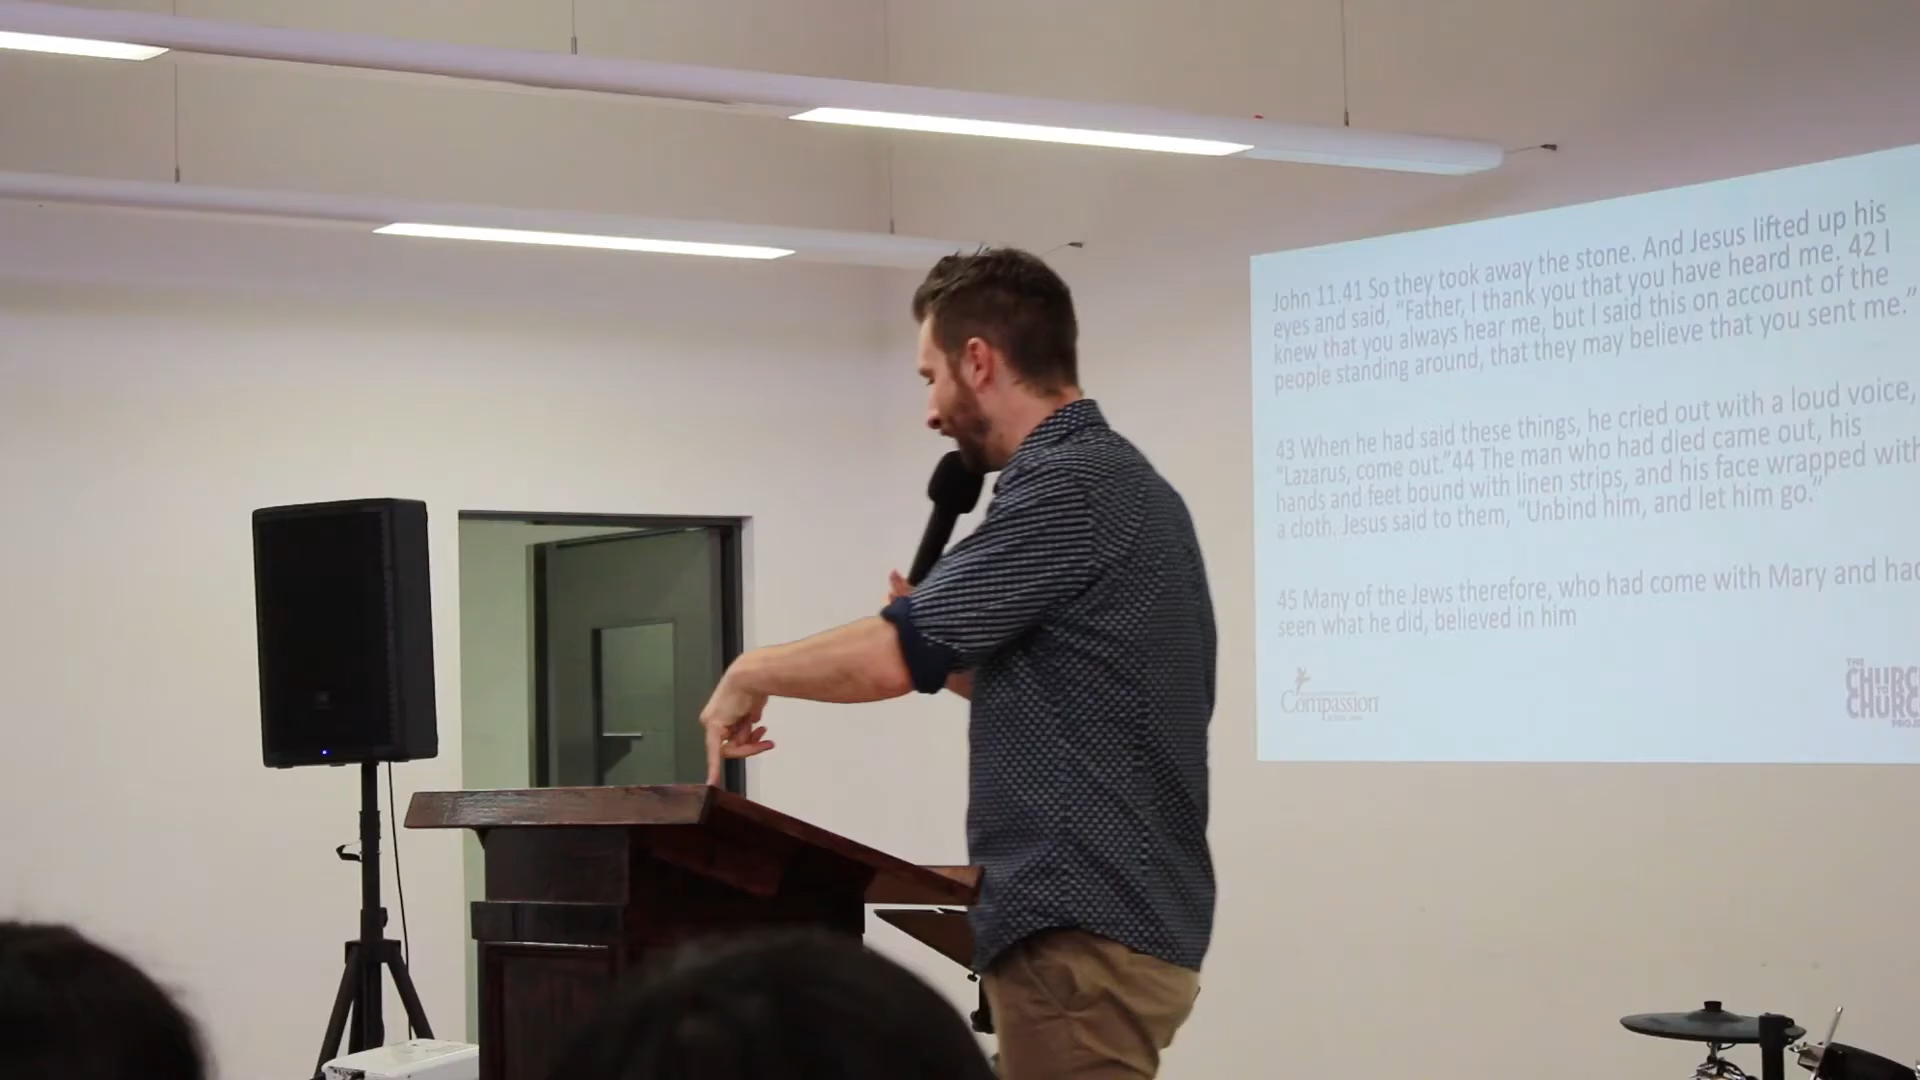 John 11.41 So they took away the stone. And Jesus lifted up his
eyes and said, “Father, I thank you that you have heard me. 42 I
knew that you always hear me, but I said this on account of the
people standing around, that they may believe that you sent me.”
43 When he had said these things, he cried out with a loud voice,
“Lazarus, come out.”44 The man who had died came out, his
hands and feet bound with linen strips, and his face wrapped with
a cloth. Jesus said to them, “Unbind him, and let him go.”
45 Many of the Jews therefore, who had come with Mary and had
seen what he did, believed in him
Compassion
THE
CHURC
TO
CHURC
PROJ